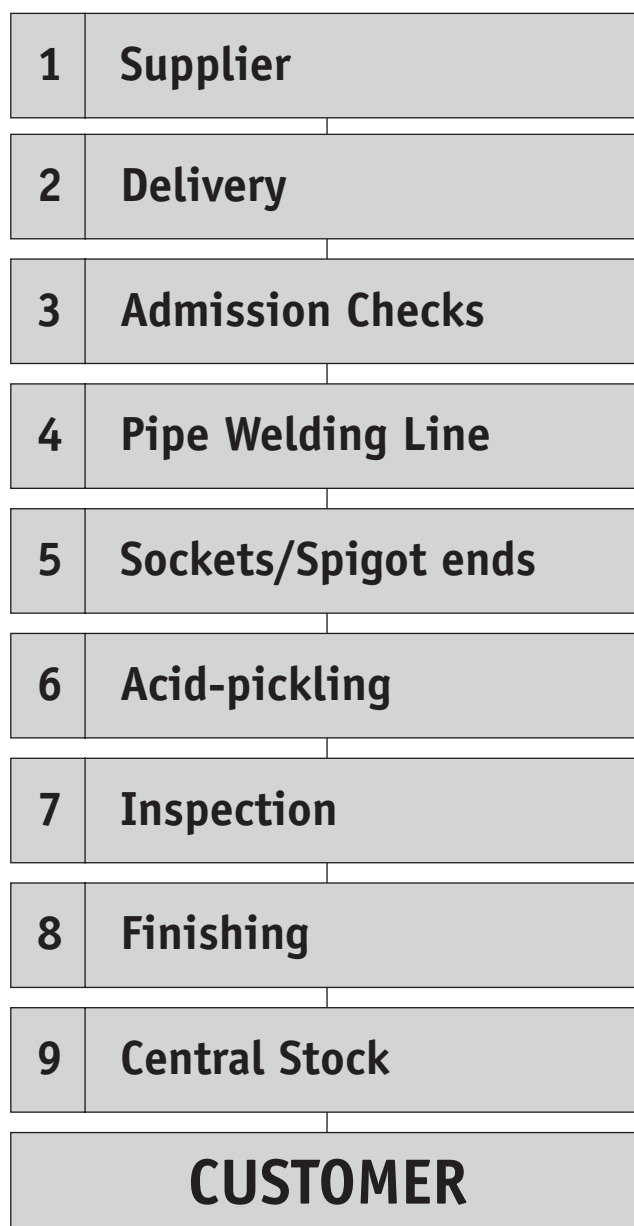 1 Supplier
2 Delivery
3 Admission Checks
4 Pipe Welding Line
5 Sockets/Spigot ends
6 Acid-pickling
7 Inspection
8 Finishing
9 Central Stock
CUSTOMER